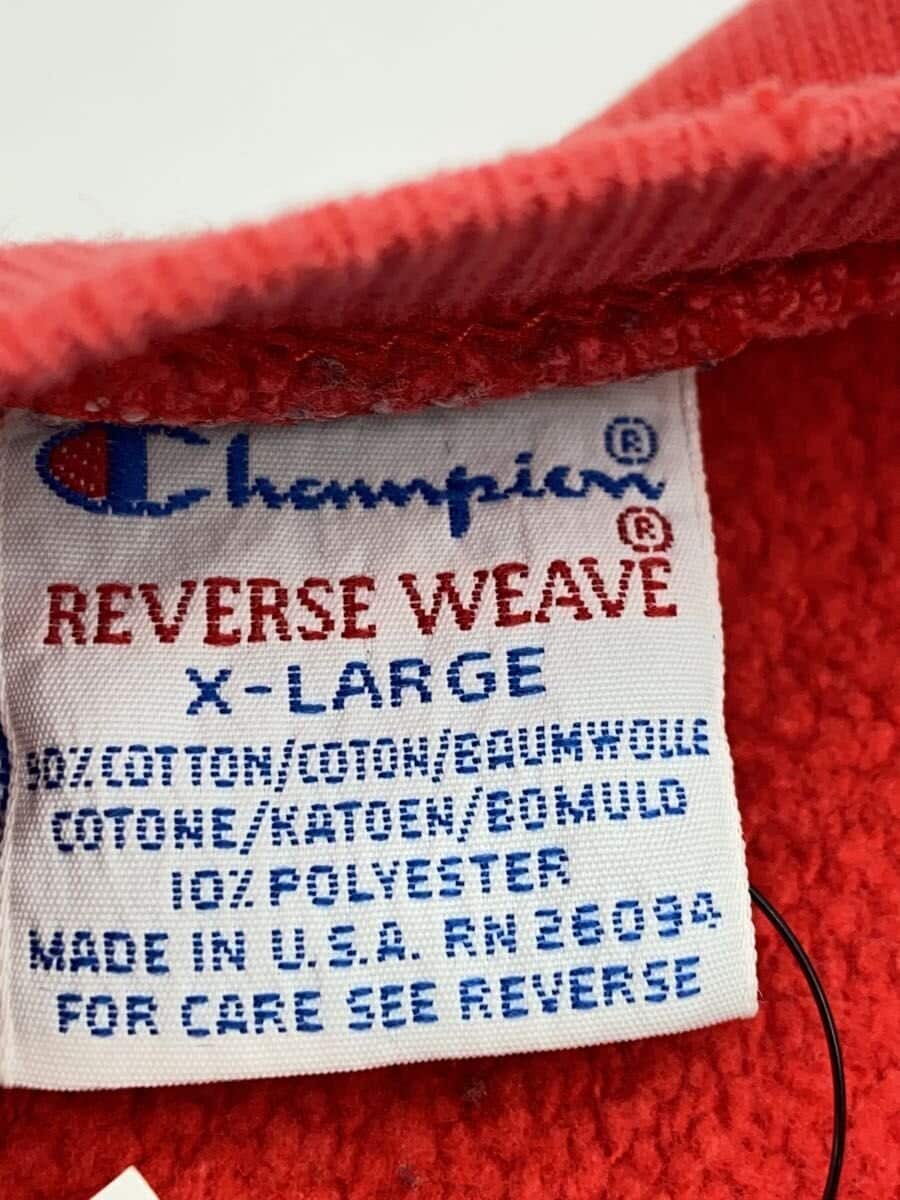 Champion®
REVERSE WEAVE®
X-LARGE
90% COTTON/COTON/BAUMWOLLE
COTONE/KATOEN/BOMULD
10% POLYESTER
MADE IN U.S.A. RN 26094
FOR CARE SEE REVERSE